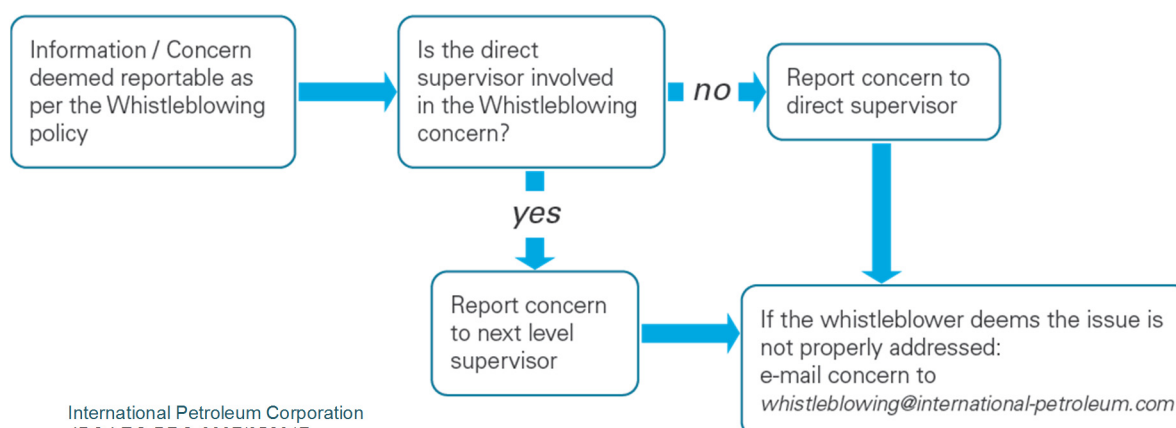 Information / Concern
deemed reportable as
per the Whistleblowing
policy
Is the direct
supervisor involved
in the Whistleblowing
concern?
no
Report concern to
direct supervisor
yes
Report concern
to next level
supervisor
If the whistleblower deems the issue is
not properly addressed:
e-mail concern to
whistleblowing@international-petroleum.com
International Petroleum Corporation